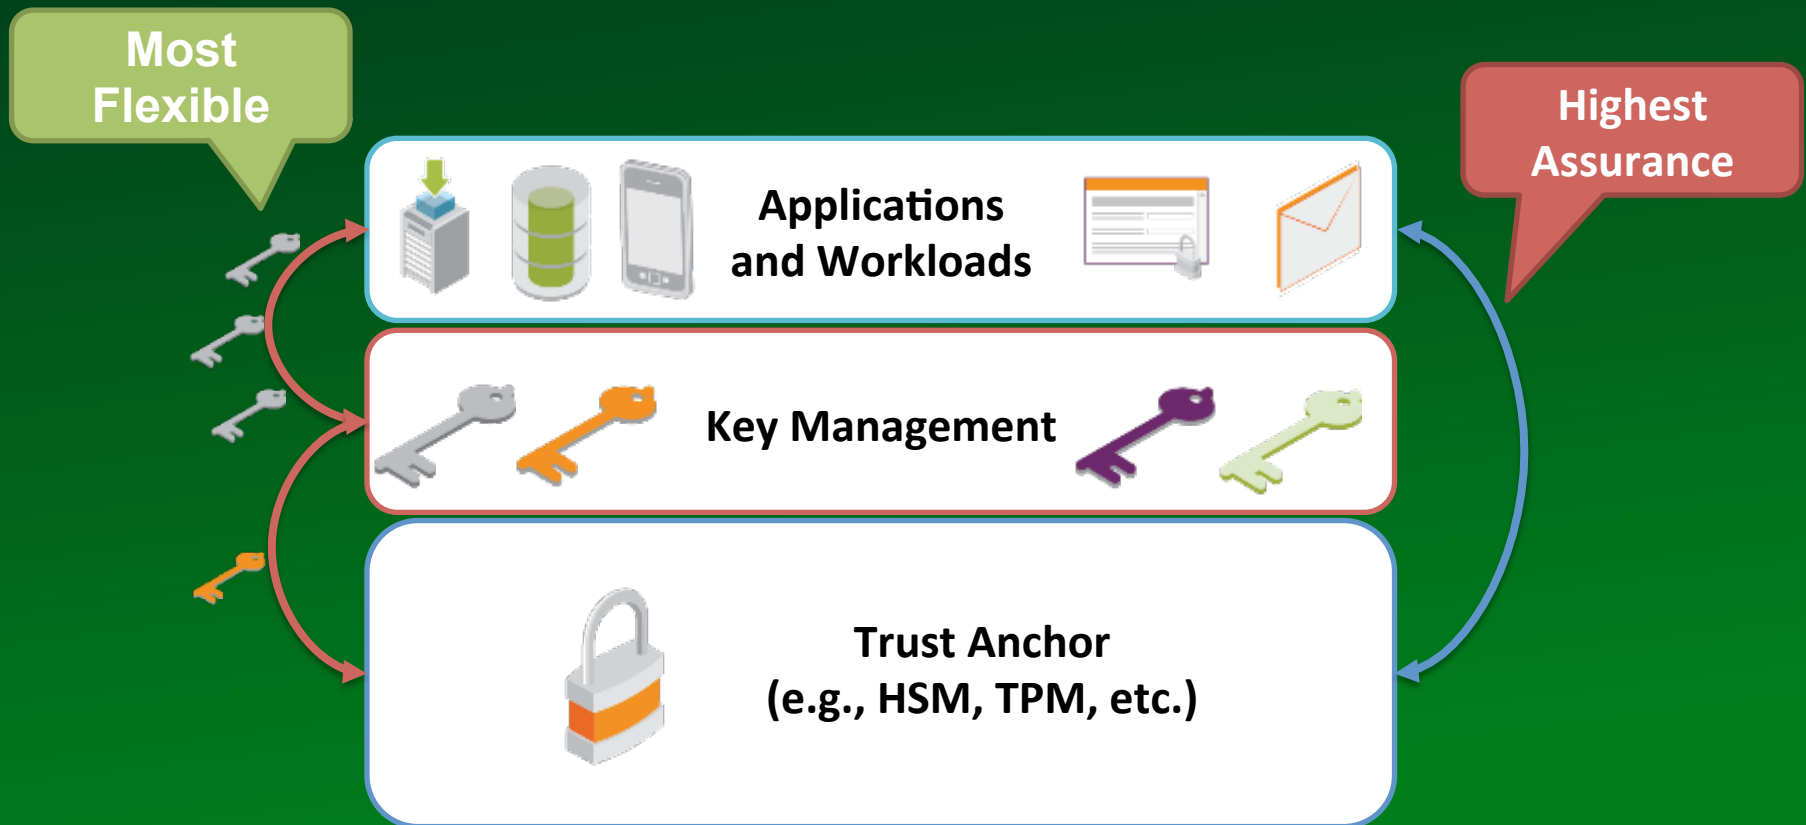 Most
Flexible
Highest
Assurance
Applications
and Workloads
Key Management
Trust Anchor
(e.g., HSM, TPM, etc.)